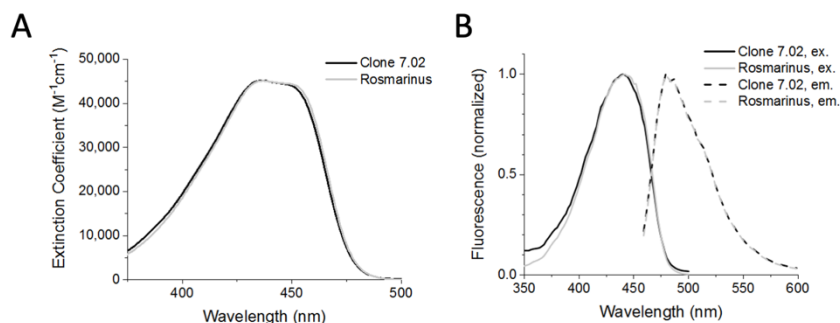 A
Extinction Coefficient (M⁻¹cm⁻¹)
50,000
40,000
30,000
20,000
10,000
0
400
450
500
Wavelength (nm)
Clone 7.02
Rosmarinus
B
Fluorescence (normalized)
1.0
0.5
0.0
350
400
450
500
550
600
Wavelength (nm)
Clone 7.02, ex.
Rosmarinus, ex.
Clone 7.02, em.
Rosmarinus, em.